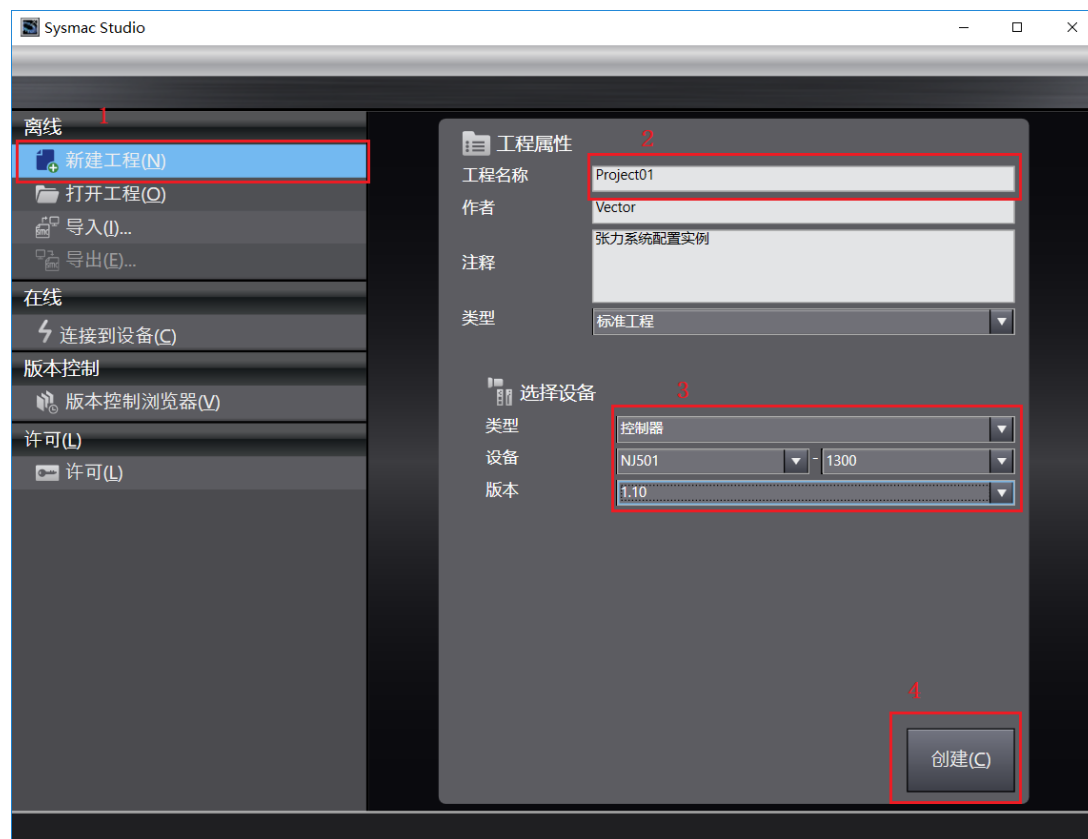 Sysmac Studio
1
离线
新建工程(N)
打开工程(O)
导入(I)...
导出(E)...
在线
连接到设备(C)
版本控制
版本控制浏览器(V)
许可(L)
许可(L)
工程属性
2
工程名称 Project01
作者 Vector
注释 张力系统配置实例
类型 标准工程
选择设备
3
类型 控制器
设备 NJ501 - 1300
版本 1.10
4
创建(C)